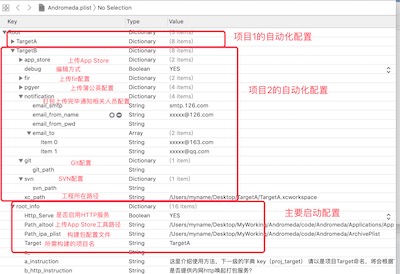 Andromeda.plist › No Selection
Key Type Value
Root Dictionary (3 items)
TargetA Dictionary (8 items) 项目1的自动化配置
TargetB Dictionary (8 items)
app_store 上传App Store Dictionary (4 items)
debug 编辑方式 Boolean YES
fir 上传fir配置 Dictionary (2 items)
pgyer 上传蒲公英配置 Dictionary (4 items) 项目2的自动化配置
notification Dictionary (4 items)
打包上传完毕通知相关人员配置
email_smtp String smtp.126.com
email_from_name String xxxxx@126.com
email_from_pwd String
email_to Array (2 items)
Item 0 String xxxxx@163.com
Item 1 String xxxxx@qq.com
git Git配置 Dictionary (1 item)
git_path String
svn SVN配置 Dictionary (1 item)
svn_path String
xc_path 工程所在路径 String /Users/myname/Desktop/TargetA/TargetA.xcworkspace
root_info Dictionary (16 items) 主要启动配置
Http_Serve 是否启用HTTP服务 Boolean YES
Path_altool 上传App Store工具路径 String /Users/myname/Desktop/MyWorking/Andromeda/code/Andromeda/Applications/App
Path_ipa_plist 构建包配置文件 String /Users/myname/Desktop/MyWorking/Andromeda/code/Andromeda/ArchivePlist
Target 所需构建的项目名 String TargetA
a String
a_instruction String 这里介绍使用方法，下一级的字典 key（proj_target） 请以是项目Target命名，将会根据
b_http_instruction String 是否提供内网http唤起打包服务?